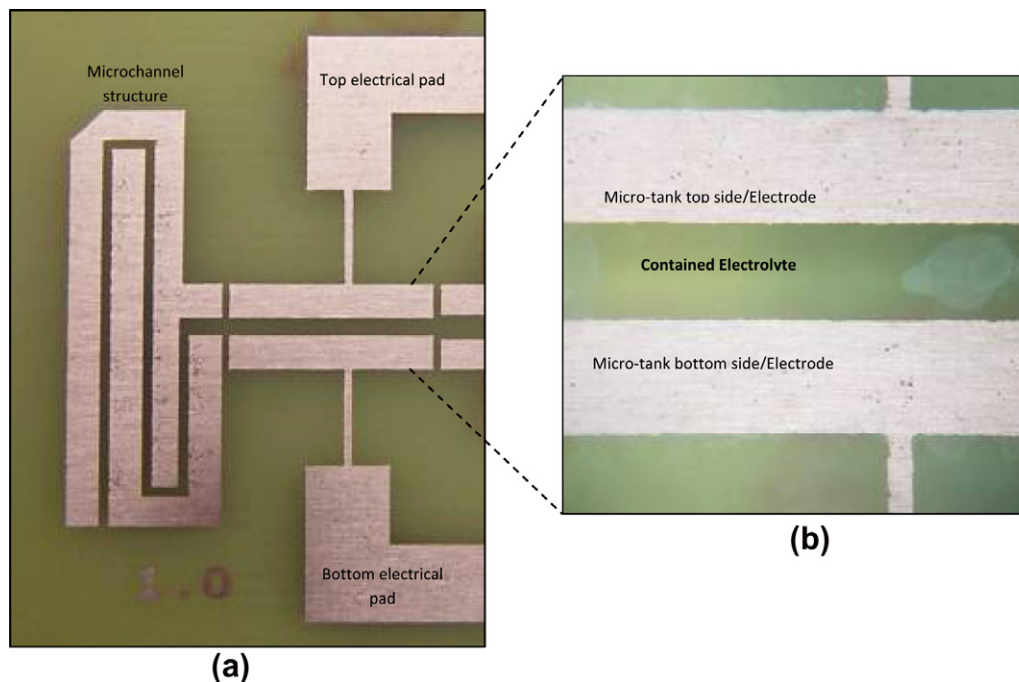 Microchannel
structure
Top electrical pad
Bottom electrical
pad
1.0
(a)
Micro-tank top side/Electrode
Contained Electrolyte
Micro-tank bottom side/Electrode
(b)